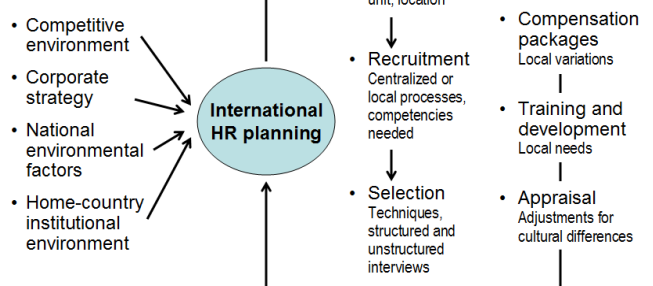 • Competitive
environment
• Corporate
strategy
• National
environmental
factors
• Home-country
institutional
environment
International
HR planning
unit, location
• Recruitment
Centralized or
local processes,
competencies
needed
• Selection
Techniques,
structured and
unstructured
interviews
• Compensation
packages
Local variations
• Training and
development
Local needs
• Appraisal
Adjustments for
cultural differences